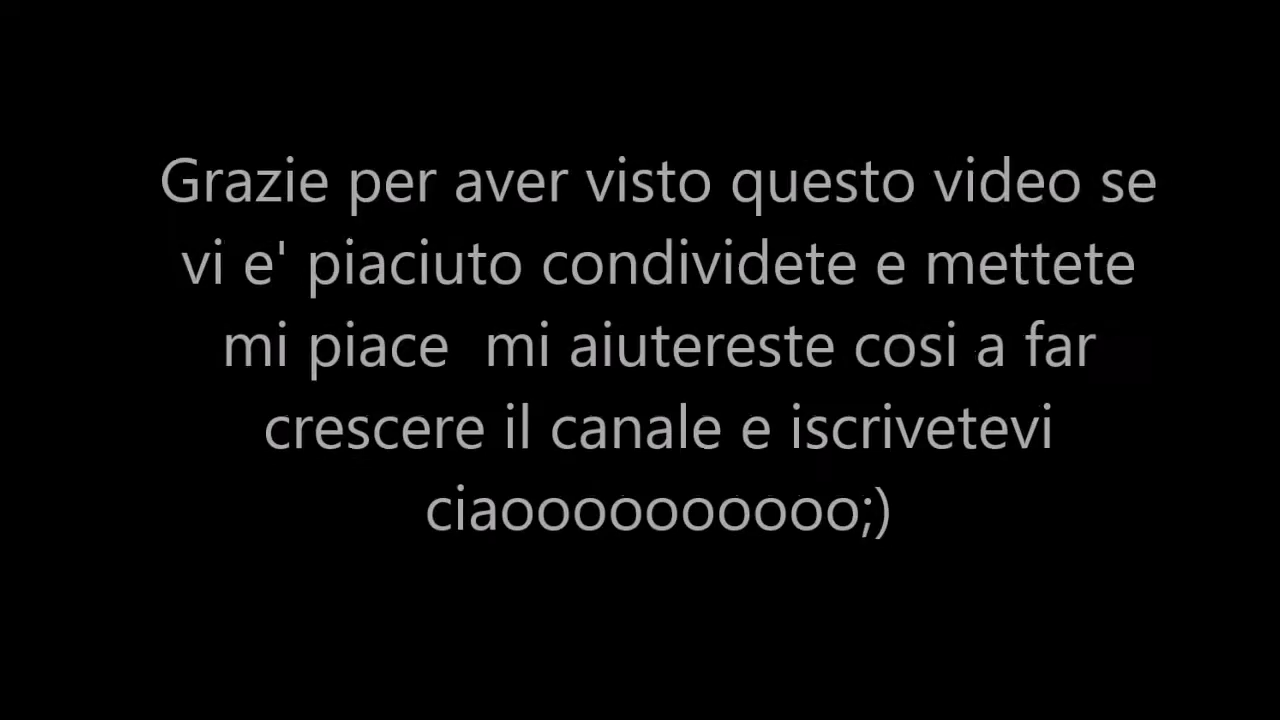 Grazie per aver visto questo video se
vi e' piaciuto condividete e mettete
mi piace  mi aiutereste cosi a far
crescere il canale e iscrivetevi
ciaoooooooooo;)